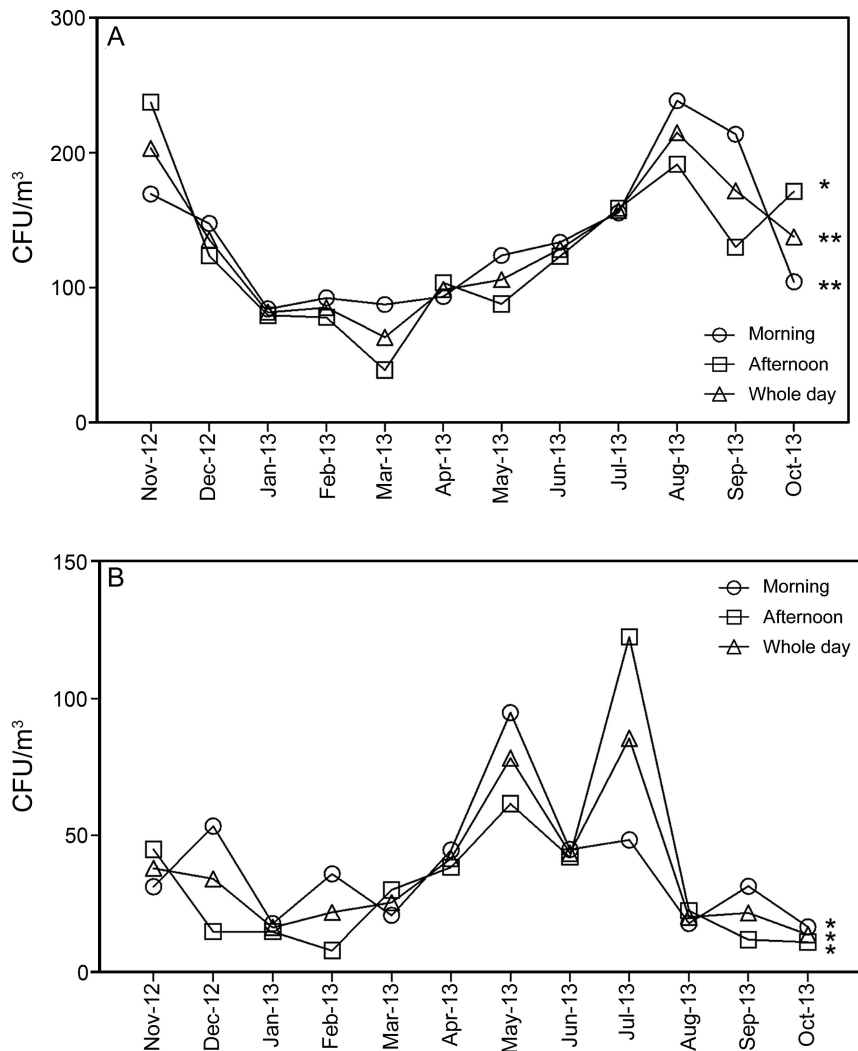 A
300
200
100
0
CFU/m³
Morning
Afternoon
Whole day
*
**
**
Nov-12
Dec-12
Jan-13
Feb-13
Mar-13
Apr-13
May-13
Jun-13
Jul-13
Aug-13
Sep-13
Oct-13
B
150
100
50
0
CFU/m³
Morning
Afternoon
Whole day
*
*
*
Nov-12
Dec-12
Jan-13
Feb-13
Mar-13
Apr-13
May-13
Jun-13
Jul-13
Aug-13
Sep-13
Oct-13